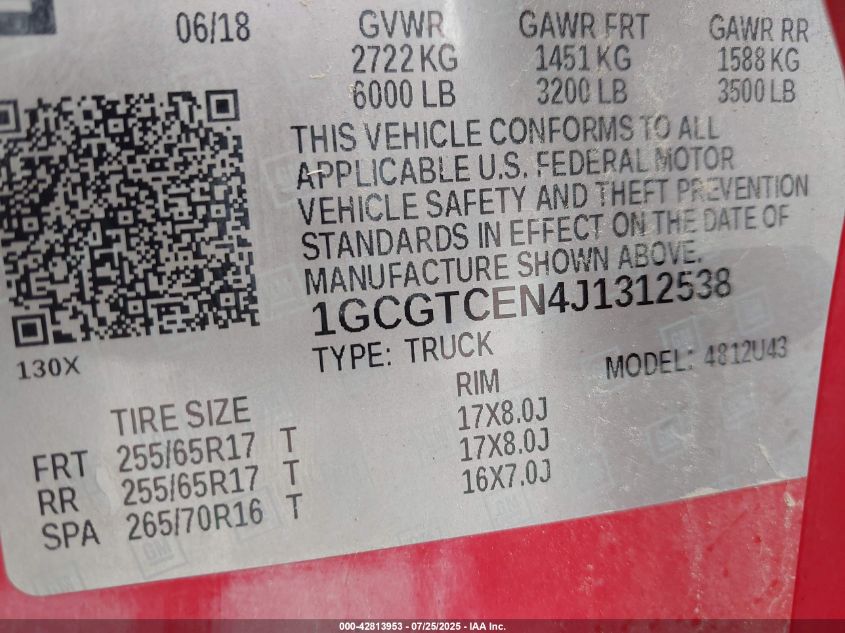 06/18 GVWR GAWR FRT GAWR RR
2722 KG 1451 KG 1588 KG
6000 LB 3200 LB 3500 LB
THIS VEHICLE CONFORMS TO ALL
APPLICABLE U.S. FEDERAL MOTOR
VEHICLE SAFETY AND THEFT PREVENTION
STANDARDS IN EFFECT ON THE DATE OF
MANUFACTURE SHOWN ABOVE.
1GCGTCEN4J1312538
130X TYPE: TRUCK MODEL: 4812U43
TIRE SIZE RIM
FRT 255/65R17 T 17X8.0J
RR 255/65R17 T 17X8.0J
SPA 265/70R16 T 16X7.0J
GM
000-42813953 - 07/25/2025 - IAA Inc.